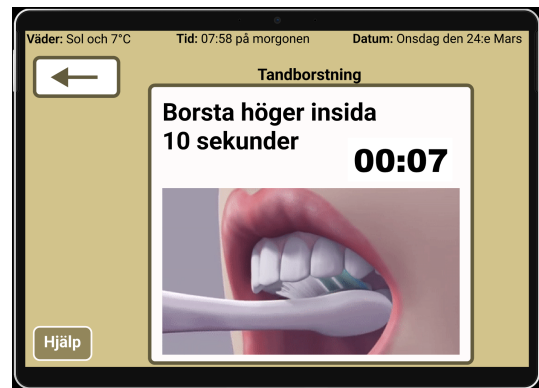 Väder: Sol och 7°C Tid: 07:58 på morgonen Datum: Onsdag den 24:e Mars
Tandborstning
Borsta höger insida
10 sekunder
00:07
Hjälp